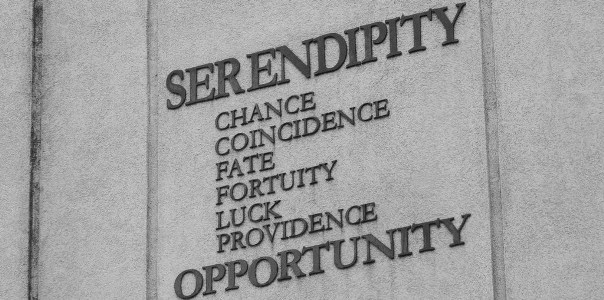 SERENDIPITY
CHANCE
COINCIDENCE
FATE
FORTUITY
LUCK
PROVIDENCE
OPPORTUNITY